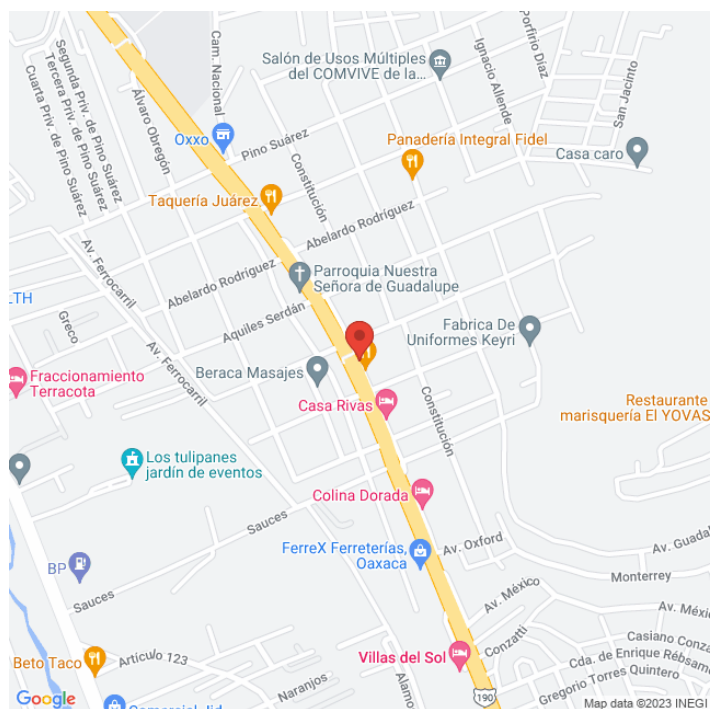 Salón de Usos Múltiples
del COMVIVE de la...
Porfirio Díaz
Ignacio Allende
San Jacinto
Cam. Nacional
Segunda Priv. de Pino Suárez
Tercera Priv. de Pino Suárez
Cuarta Priv. de Pino Suárez
Álvaro Obregón
Oxxo
Pino Suárez
Panadería Integral Fidel
Casa caro
Constitución
Taquería Juárez
Abelardo Rodríguez
Av. Ferrocarril
Abelardo Rodríguez
Parroquia Nuestra
Señora de Guadalupe
LTH
Greco
Aquiles Serdán
Fabrica De
Uniformes Keyri
Av. Ferrocarril
Beraca Masajes
Fraccionamiento
Terracota
Casa Rivas
Constitución
Restaurante
marisquería El YOVAS
Los tulipanes
jardín de eventos
Colina Dorada
Sauces
FerreX Ferreterías,
Oaxaca
Av. Oxford
Av. Guadal
Monterrey
BP
Sauces
Av. México
Av. Méxi
Conzatti
Casiano Conza
Villas del Sol
Cda. de Enrique Rébsam
Beto Taco
Artículo 123
Gregorio Torres Quintero
Naranjos
Alamo
190
Comercial Jid
Google
Map data ©2023 INEGI